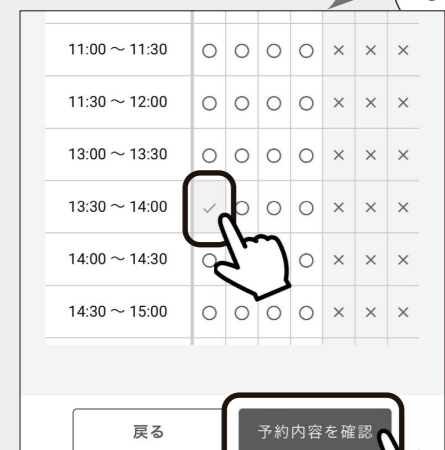 11:00 〜 11:30 ○ ○ ○ ○ × × ×
11:30 〜 12:00 ○ ○ ○ ○ × × ×
13:00 〜 13:30 ○ ○ ○ ○ × × ×
13:30 〜 14:00 ✓ ○ ○ ○ × × ×
14:00 〜 14:30 ○ ○ × × ×
14:30 〜 15:00 ○ ○ ○ ○ × × ×
戻る 予約内容を確認